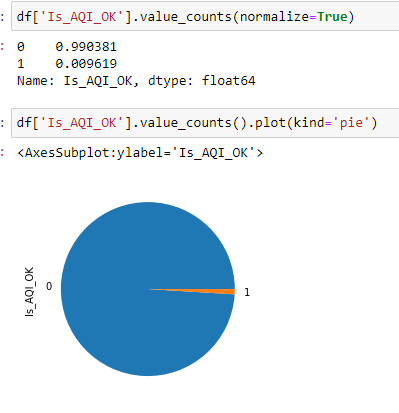 : df['Is_AQI_OK'].value_counts(normalize=True)
: 0    0.990381
1    0.009619
Name: Is_AQI_OK, dtype: float64
: df['Is_AQI_OK'].value_counts().plot(kind='pie')
: <AxesSubplot:ylabel='Is_AQI_OK'>
Is_AQI_OK
0
1